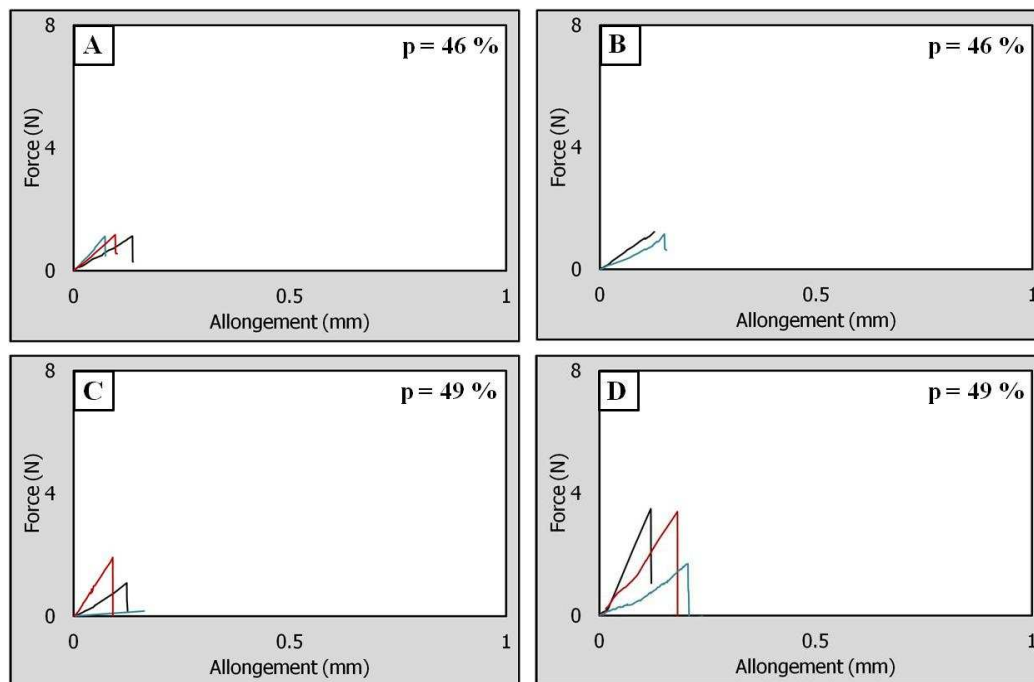 A
p = 46 %
8
4
0
Force (N)
0
0.5
1
Allongement (mm)
B
p = 46 %
8
4
0
Force (N)
0
0.5
1
Allongement (mm)
C
p = 49 %
8
4
0
Force (N)
0
0.5
1
Allongement (mm)
D
p = 49 %
8
4
0
Force (N)
0
0.5
1
Allongement (mm)